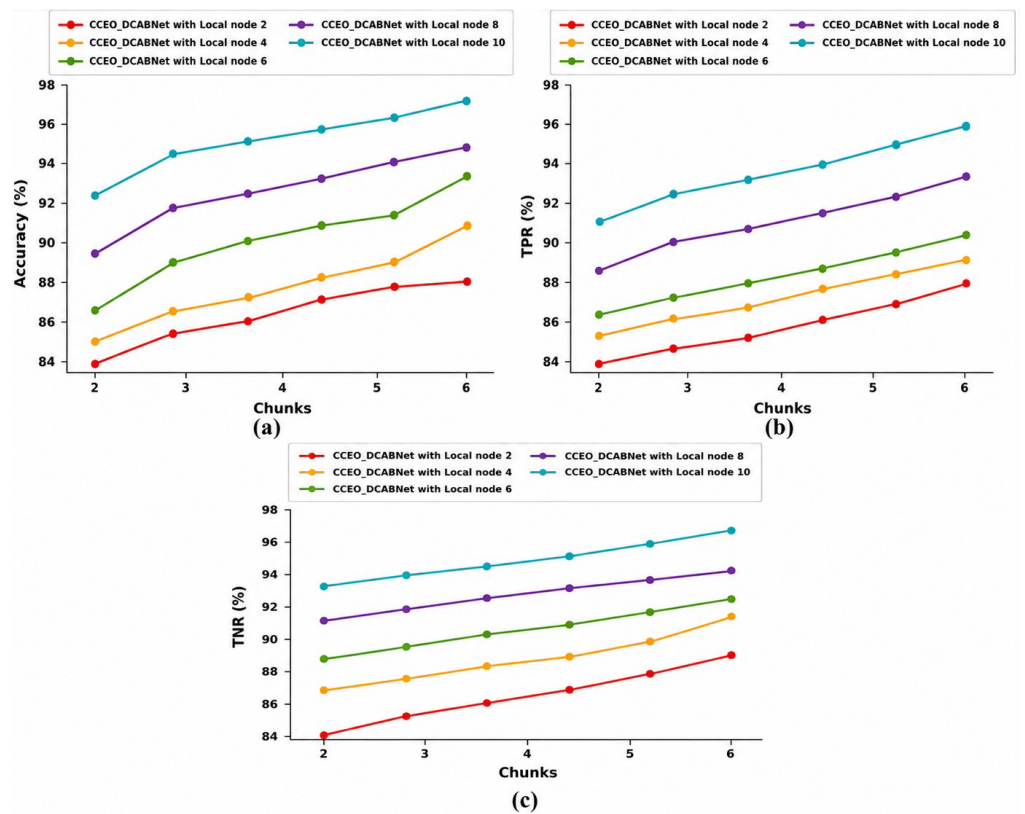 CCEO_DCABNet with Local node 2
CCEO_DCABNet with Local node 8
CCEO_DCABNet with Local node 4
CCEO_DCABNet with Local node 10
CCEO_DCABNet with Local node 6
98
96
94
92
90
88
86
84
Accuracy (%)
2 3 4 5 6
Chunks
(a)
CCEO_DCABNet with Local node 2
CCEO_DCABNet with Local node 8
CCEO_DCABNet with Local node 4
CCEO_DCABNet with Local node 10
CCEO_DCABNet with Local node 6
98
96
94
92
90
88
86
84
TPR (%)
2 3 4 5 6
Chunks
(b)
CCEO_DCABNet with Local node 2
CCEO_DCABNet with Local node 8
CCEO_DCABNet with Local node 4
CCEO_DCABNet with Local node 10
CCEO_DCABNet with Local node 6
98
96
94
92
90
88
86
84
TNR (%)
2 3 4 5 6
Chunks
(c)